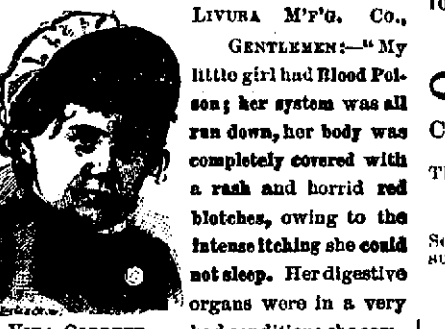 LIVURA M'F'G. CO.,
GENTLEMEN:—"My
little girl had Blood Poi-
son; her system was all
run down, her body was
completely covered with
a rash and horrid red
blotches, owing to the
intense itching she could
not sleep. Her digestive
organs were in a very